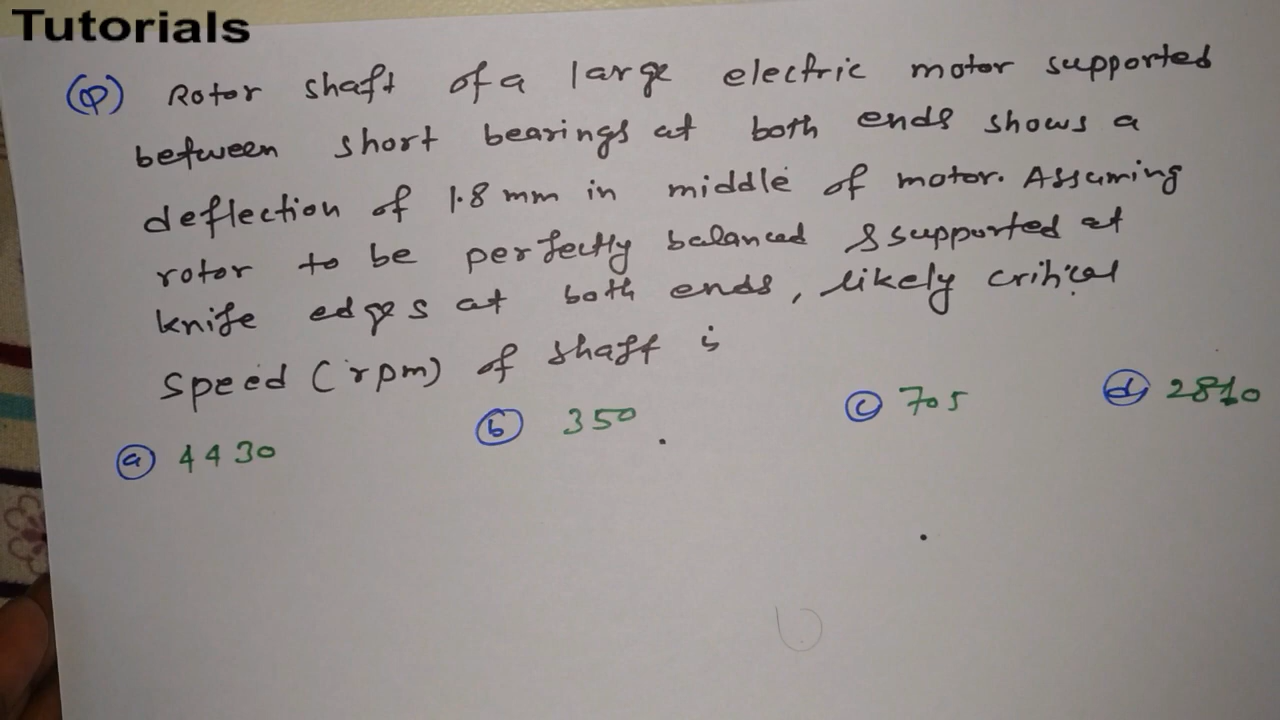 Tutorials
(Q) Rotor shaft of a large electric motor supported
between short bearings at both ends shows a
deflection of 1.8 mm in middle of motor. Assuming
rotor to be perfectly balanced & supported at
knife edges at both ends, likely critical
speed (rpm) of shaft is
(a) 4430 (b) 350 (c) 705 (d) 2810